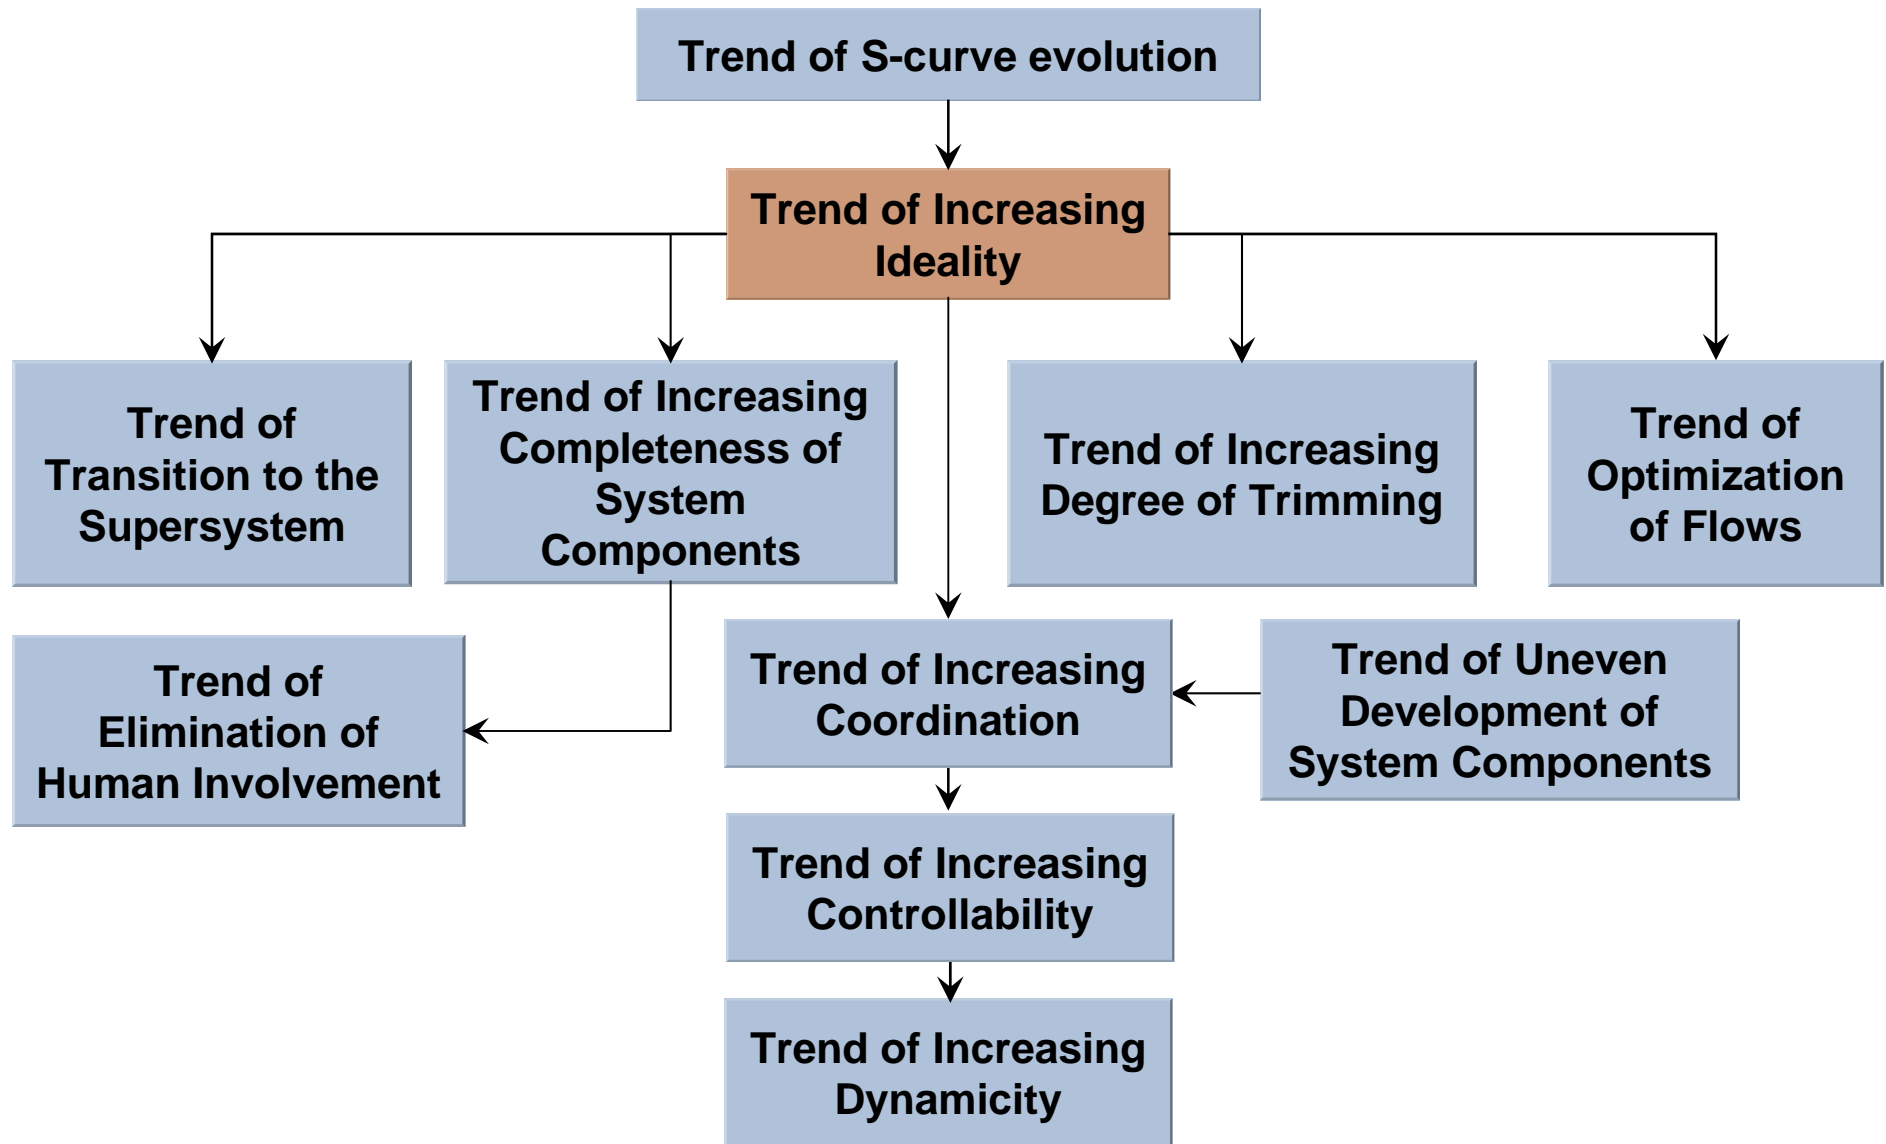 Trend of S-curve evolution
Trend of Increasing
Ideality
Trend of
Transition to the
Supersystem
Trend of Increasing
Completeness of
System
Components
Trend of Increasing
Degree of Trimming
Trend of
Optimization
of Flows
Trend of
Elimination of
Human Involvement
Trend of Increasing
Coordination
Trend of Uneven
Development of
System Components
Trend of Increasing
Controllability
Trend of Increasing
Dynamicity